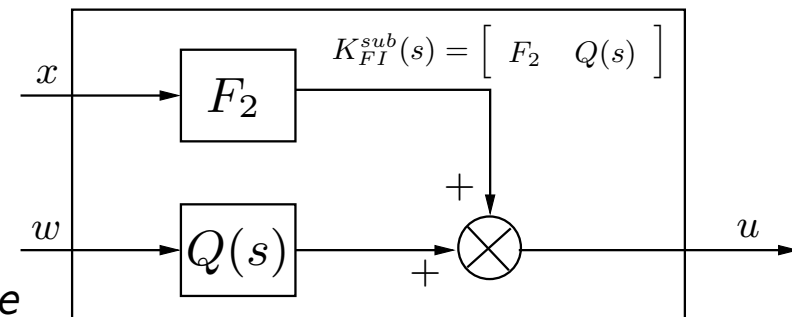 K_{FI}^{sub}(s) = [ F_2 Q(s) ]
x
F_2
+
w
Q(s)
+
u
e